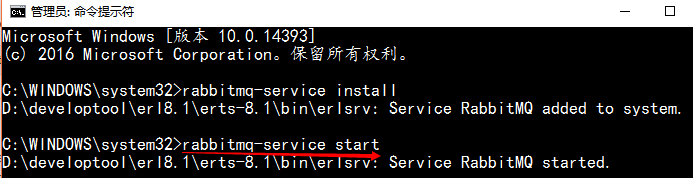 管理员: 命令提示符
Microsoft Windows [版本 10.0.14393]
(c) 2016 Microsoft Corporation。保留所有权利。
C:\WINDOWS\system32>rabbitmq-service install
D:\developtool\erl8.1\erts-8.1\bin\erlsrv: Service RabbitMQ added to system.
C:\WINDOWS\system32>rabbitmq-service start
D:\developtool\erl8.1\erts-8.1\bin\erlsrv: Service RabbitMQ started.